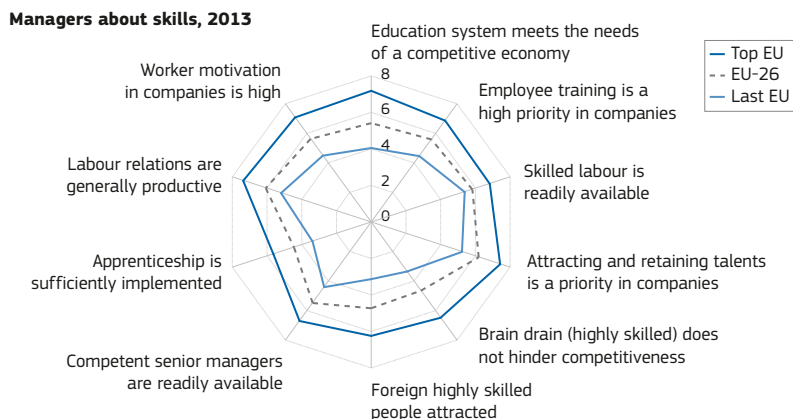 Managers about skills, 2013
Education system meets the needs
of a competitive economy
Top EU
EU-26
Last EU
Worker motivation
in companies is high
Employee training is a
high priority in companies
Labour relations are
generally productive
Skilled labour is
readily available
8
6
4
2
0
Apprenticeship is
sufficiently implemented
Attracting and retaining talents
is a priority in companies
Competent senior managers
are readily available
Brain drain (highly skilled) does
not hinder competitiveness
Foreign highly skilled
people attracted